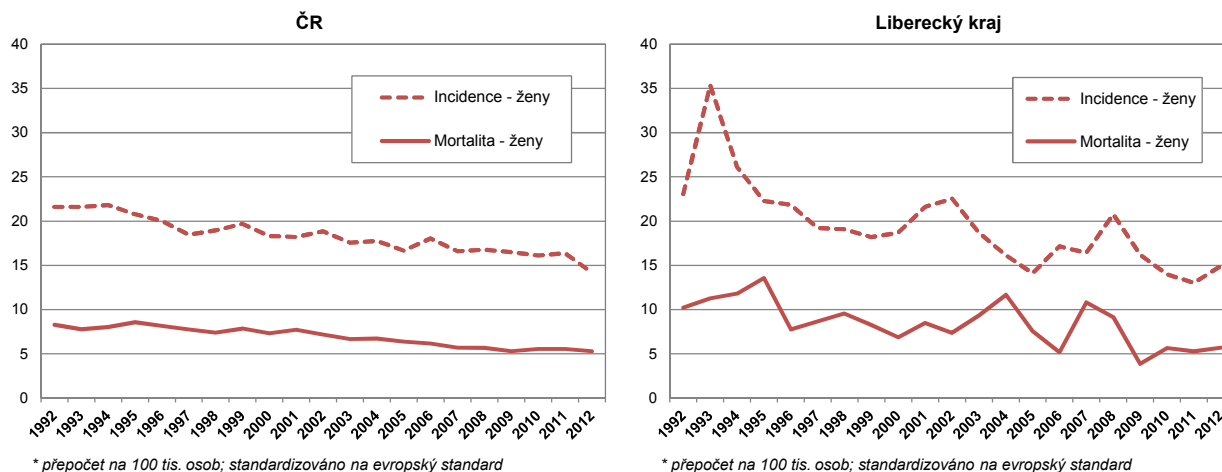 ČR
40
35
30
25
20
15
10
5
0
Incidence - ženy
Mortalita - ženy
1992 1993 1994 1995 1996 1997 1998 1999 2000 2001 2002 2003 2004 2005 2006 2007 2008 2009 2010 2011 2012
* přepočet na 100 tis. osob; standardizováno na evropský standard
Liberecký kraj
40
35
30
25
20
15
10
5
0
Incidence - ženy
Mortalita - ženy
1992 1993 1994 1995 1996 1997 1998 1999 2000 2001 2002 2003 2004 2005 2006 2007 2008 2009 2010 2011 2012
* přepočet na 100 tis. osob; standardizováno na evropský standard